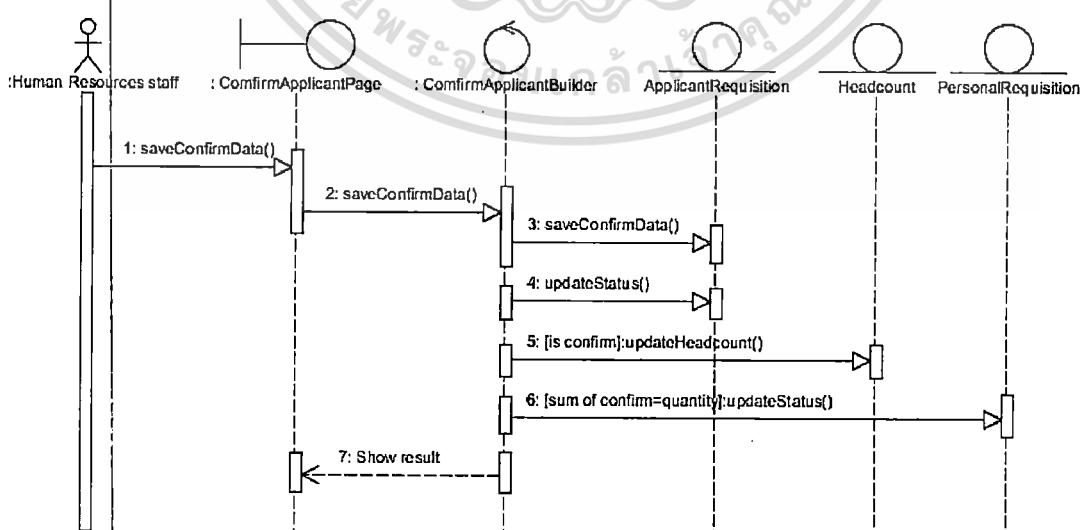 :Human Resources staff
: ComfirmApplicantPage
: ComfirmApplicantBuilder
ApplicantRequisition
Headcount
PersonalRequisition
1: saveConfirmData()
2: saveConfirmData()
3: saveConfirmData()
4: updateStatus()
5: [is confirm]:updateHeadcount()
6: [sum of confirm=quantity]:updateStatus()
7: Show result